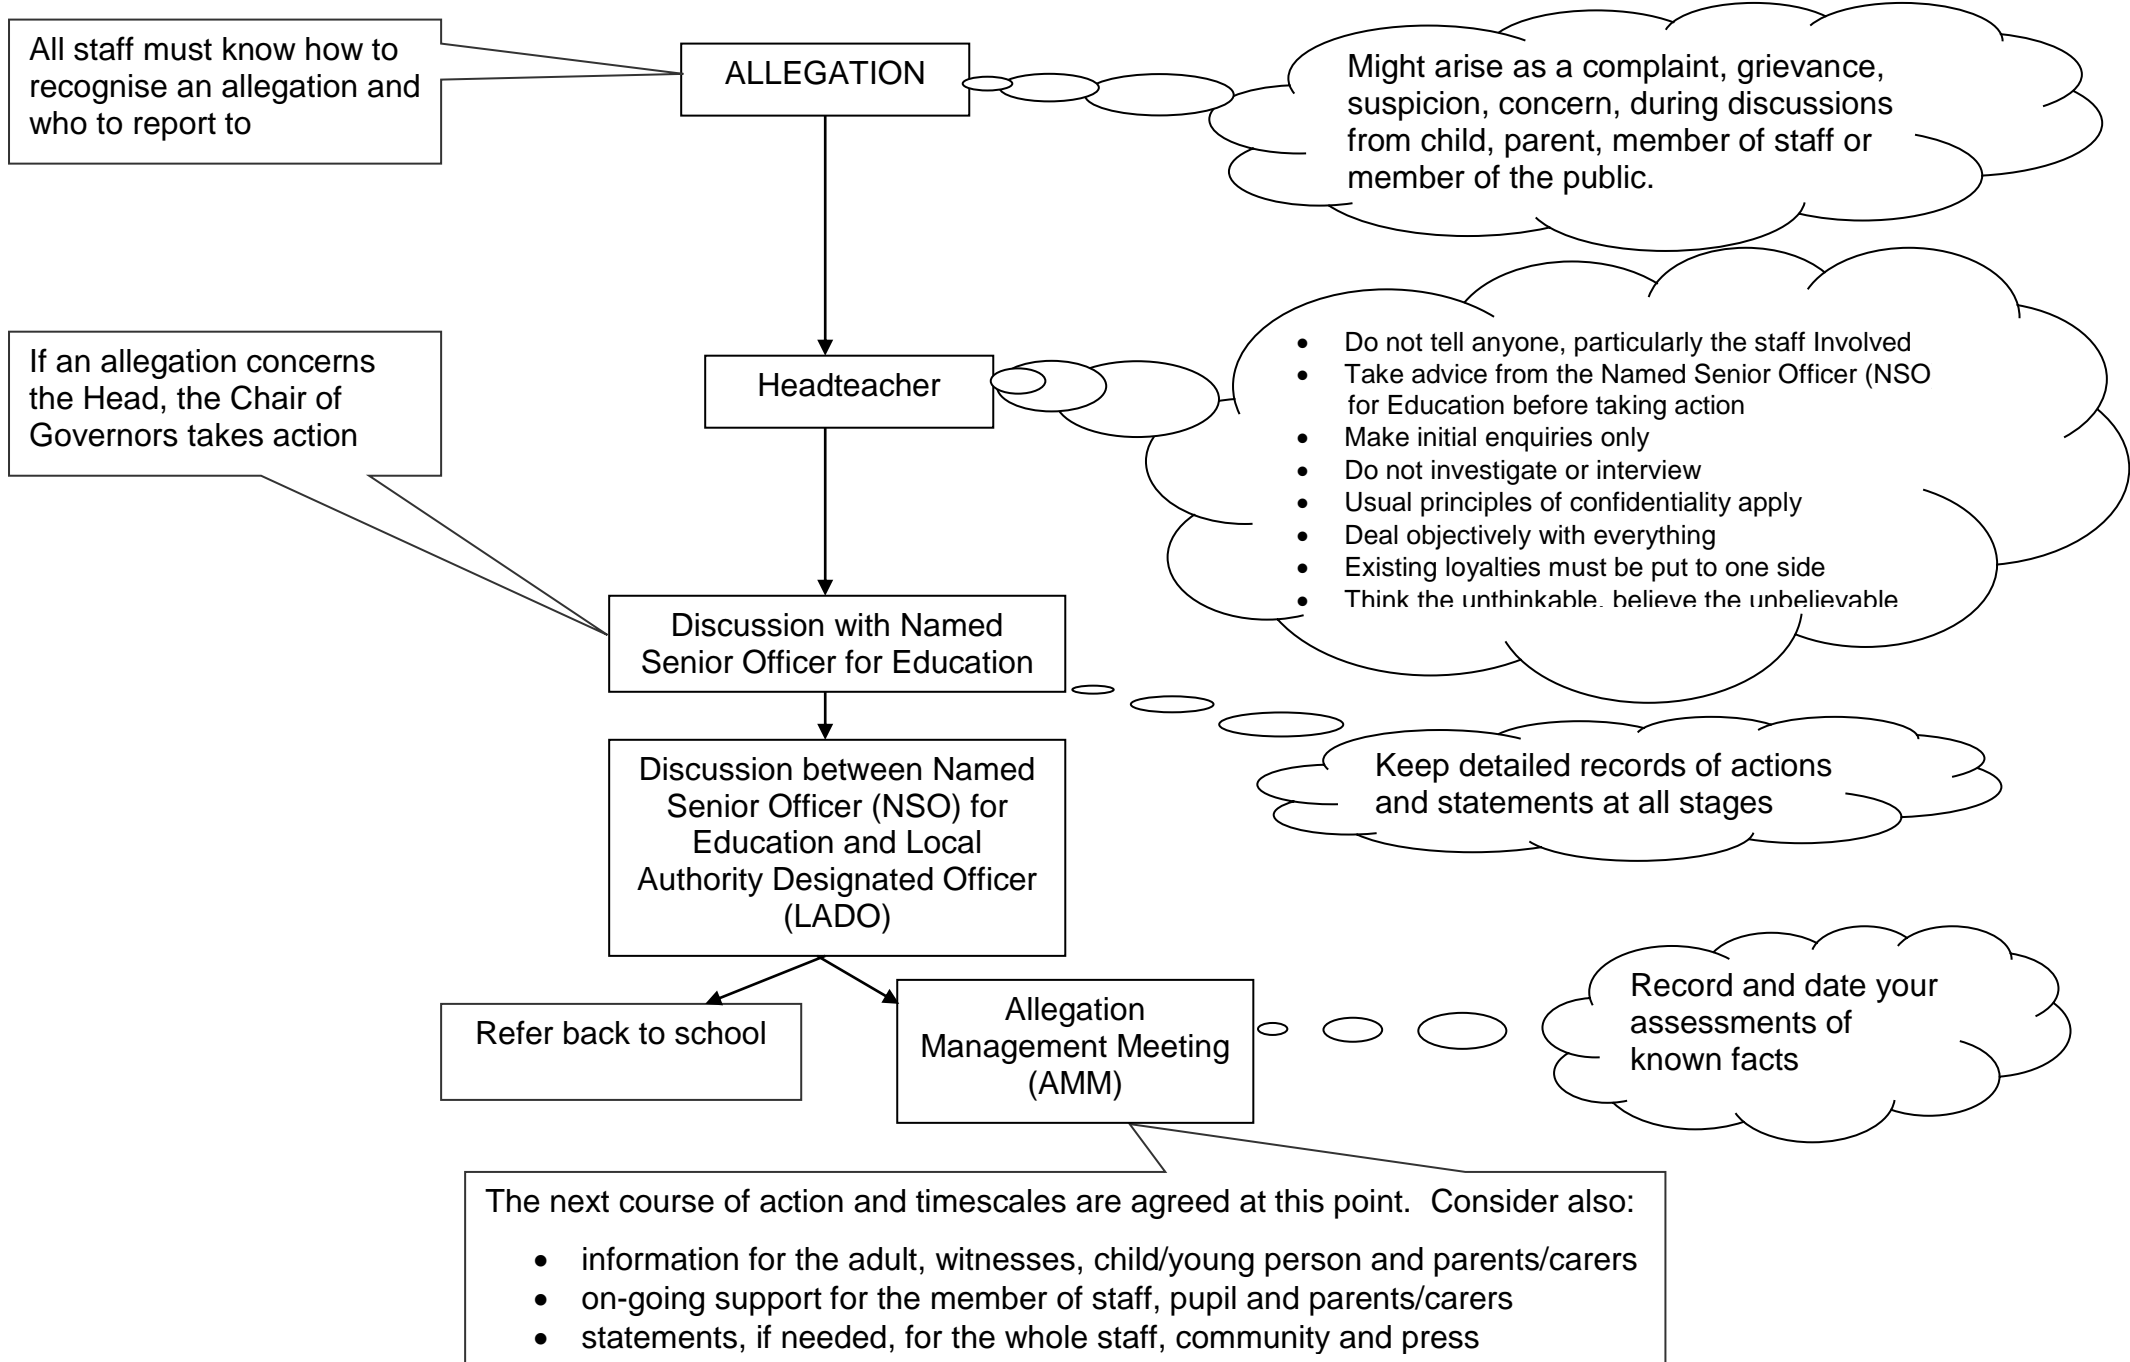 All staff must know how to
recognise an allegation and
who to report to
ALLEGATION
Might arise as a complaint, grievance,
suspicion, concern, during discussions
from child, parent, member of staff or
member of the public.
If an allegation concerns
the Head, the Chair of
Governors takes action
Headteacher
• Do not tell anyone, particularly the staff Involved
• Take advice from the Named Senior Officer (NSO
for Education before taking action
• Make initial enquiries only
• Do not investigate or interview
• Usual principles of confidentiality apply
• Deal objectively with everything
• Existing loyalties must be put to one side
• Think the unthinkable, believe the unbelievable
Discussion with Named
Senior Officer for Education
Keep detailed records of actions
and statements at all stages
Discussion between Named
Senior Officer (NSO) for
Education and Local
Authority Designated Officer
(LADO)
Refer back to school
Allegation
Management Meeting
(AMM)
Record and date your
assessments of
known facts
The next course of action and timescales are agreed at this point.  Consider also:
• information for the adult, witnesses, child/young person and parents/carers
• on-going support for the member of staff, pupil and parents/carers
• statements, if needed, for the whole staff, community and press